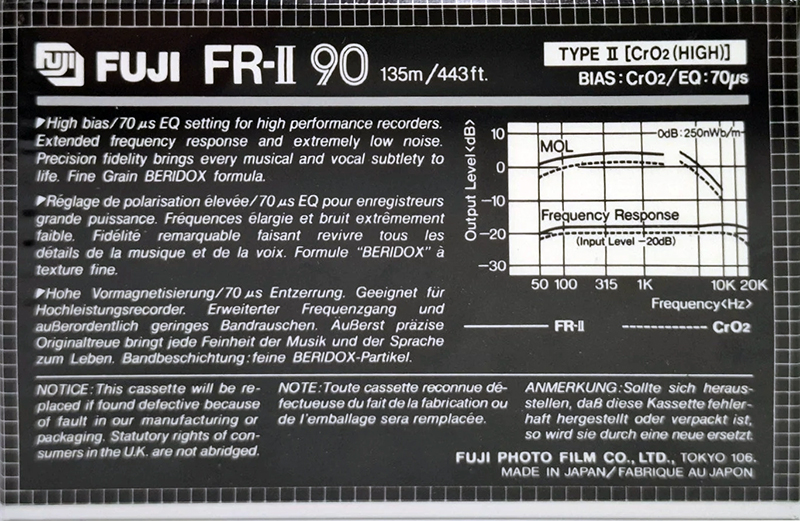 FUJI FUJI FR-II 90 135m/443ft.
TYPE II [CrO2(HIGH)]
BIAS:CrO2/EQ:70µs
▶High bias/70 µs EQ setting for high performance recorders.
Extended frequency response and extremely low noise.
Precision fidelity brings every musical and vocal subtlety to
life. Fine Grain BERIDOX formula.
▶Réglage de polarisation élevée/70 µs EQ pour enregistreurs
grande puissance. Fréquences élargie et bruit extrêmement
faible. Fidélité remarquable faisant revivre tous les
détails de la musique et de la voix. Formule "BERIDOX" à
texture fine.
▶Hohe Vormagnetisierung/70 µs Entzerrung. Geeignet für
Hochleistungsrecorder. Erweiterter Frequenzgang und
außerordentlich geringes Bandrauschen. Äußerst präzise
Originaltreue bringt jede Feinheit der Musik und der Sprache
zum Leben. Bandbeschichtung:feine BERIDOX-Partikel.
Output Level<dB>
10
0
-10
-20
-30
MOL
0dB:250nWb/m
Frequency Response
(Input Level -20dB)
50 100 315 1K 10K 20K
Frequency<Hz>
FR-II CrO2
NOTICE:This cassette will be re-
placed if found defective because
of fault in our manufacturing or
packaging. Statutory rights of con-
sumers in the U.K. are not abridged.
NOTE:Toute cassette reconnue dé-
fectueuse du fait de la fabrication ou
de l'emballage sera remplacée.
ANMERKUNG:Sollte sich heraus-
stellen, daß diese Kassette fehler-
haft hergestellt oder verpackt ist,
so wird sie durch eine neue ersetzt.
FUJI PHOTO FILM CO., LTD., TOKYO 106.
MADE IN JAPAN/FABRIQUE AU JAPON